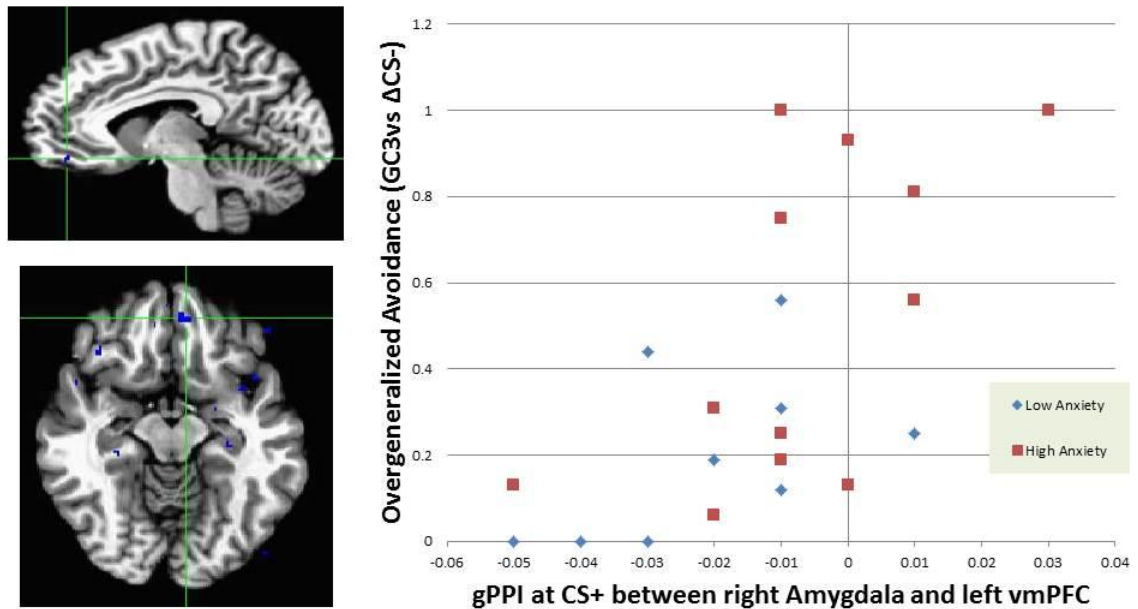 Overgeneralized Avoidance (GC3vs ΔCS-)
1.2
1
0.8
0.6
0.4
0.2
0
-0.06 -0.05 -0.04 -0.03 -0.02 -0.01 0 0.01 0.02 0.03 0.04
gPPI at CS+ between right Amygdala and left vmPFC
Low Anxiety
High Anxiety